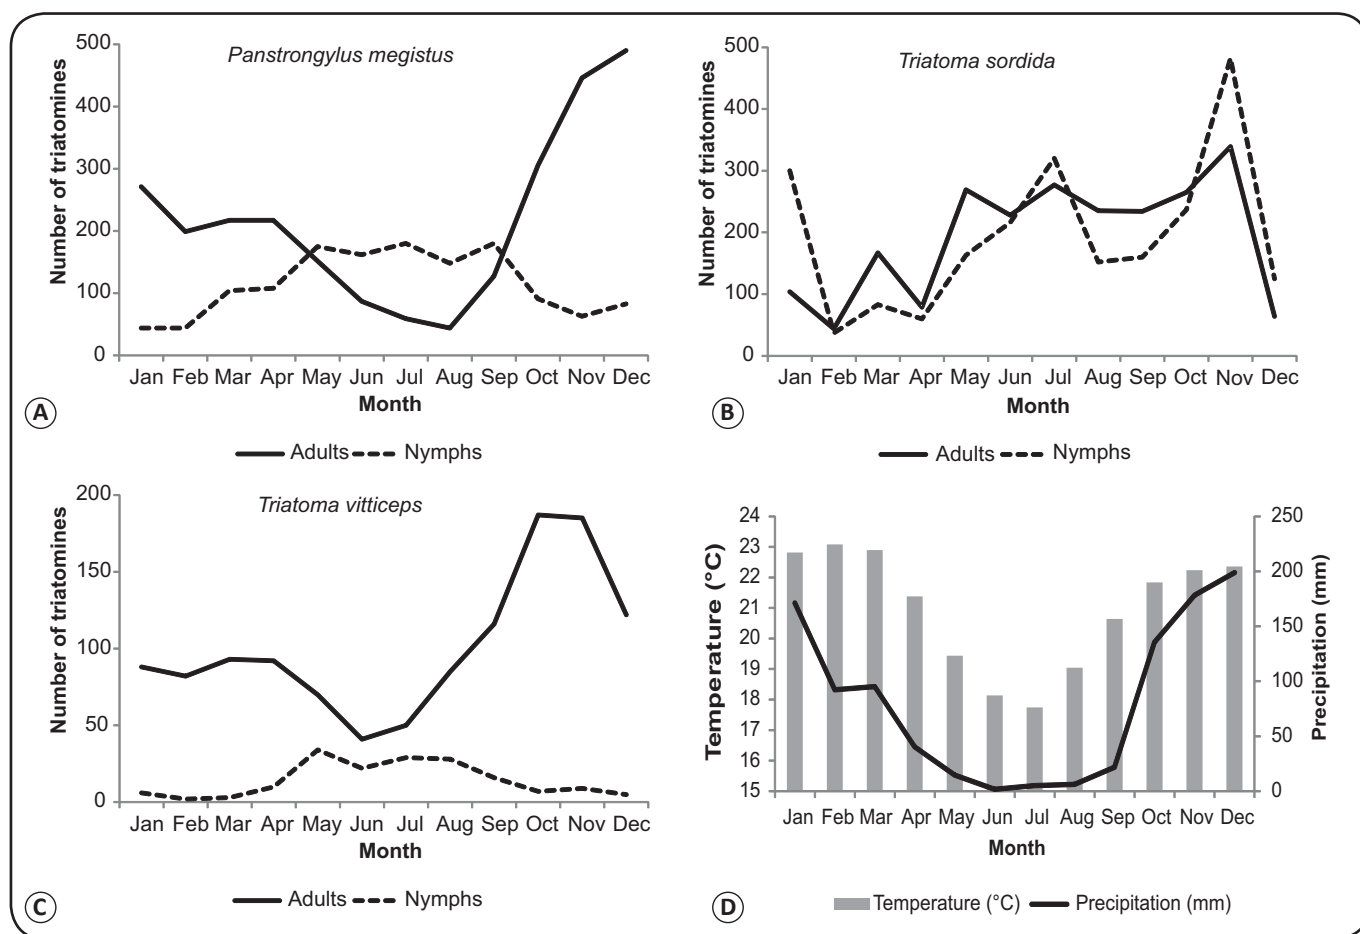 Panstrongylus megistus
Number of triatomines
500
400
300
200
100
0
Jan Feb Mar Apr May Jun Jul Aug Sep Oct Nov Dec
Month
A
Adults Nymphs
Triatoma sordida
Number of triatomines
500
400
300
200
100
0
Jan Feb Mar Apr May Jun Jul Aug Sep Oct Nov Dec
Month
B
Adults Nymphs
Triatoma vitticeps
Number of triatomines
200
150
100
50
0
Jan Feb Mar Apr May Jun Jul Aug Sep Oct Nov Dec
Month
C
Adults Nymphs
Temperature (°C)
24
23
22
21
20
19
18
17
16
15
250
200
150
100
50
0
Precipitation (mm)
Jan Feb Mar Apr May Jun Jul Aug Sep Oct Nov Dec
Month
D
Temperature (°C) Precipitation (mm)